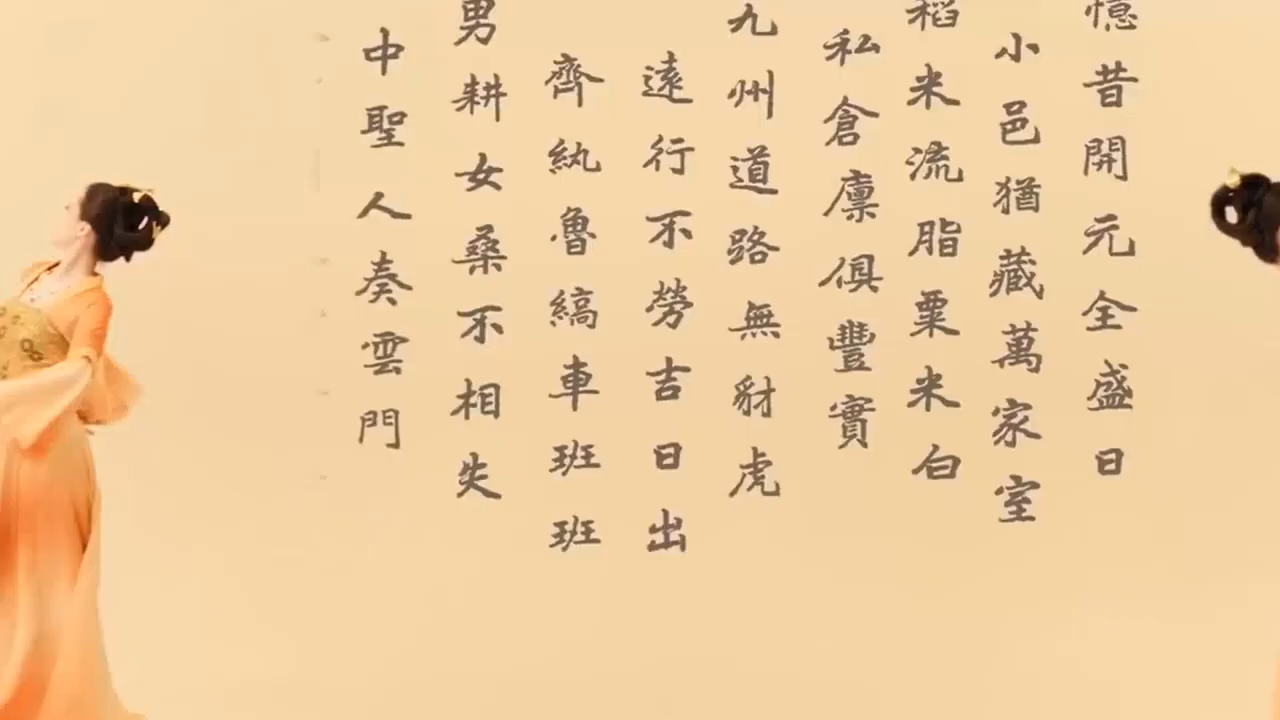 憶昔開元全盛日
小邑猶藏萬家室
稻米流脂粟米白
私倉廩俱豐實
九州道路無豺虎
遠行不勞吉日出
齊紈魯縞車班班
男耕女桑不相失
中聖人奏雲門